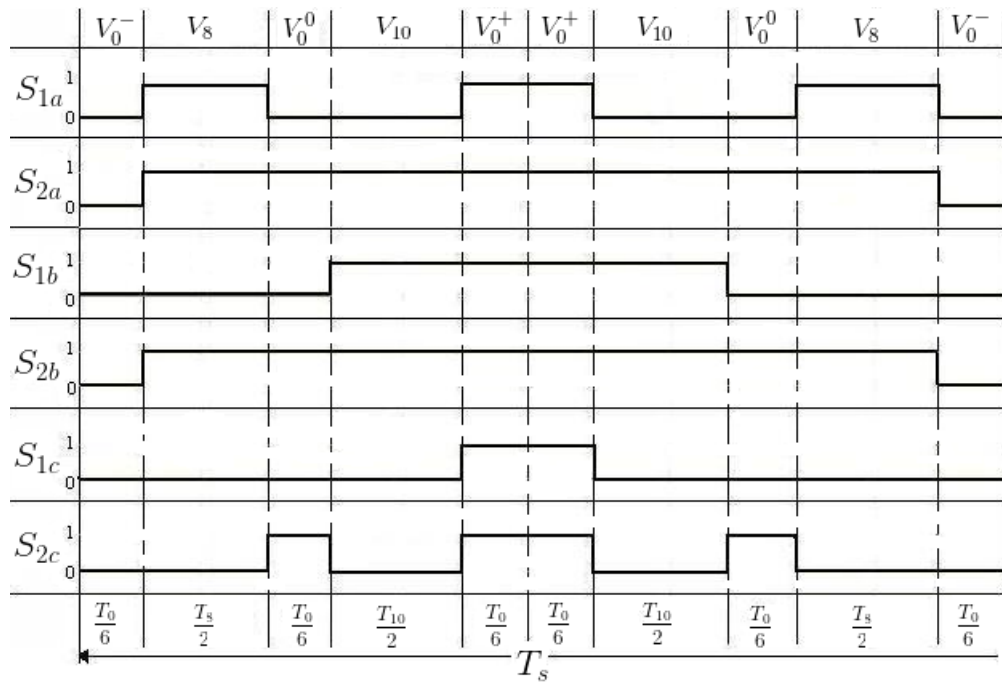 V_0^- V_8 V_0^0 V_10 V_0^+ V_0^+ V_10 V_0^0 V_8 V_0^-
S_1a 1 0
S_2a 1 0
S_1b 1 0
S_2b 1 0
S_1c 1 0
S_2c 1 0
T_0/6 T_8/2 T_0/6 T_10/2 T_0/6 T_0/6 T_10/2 T_0/6 T_8/2 T_0/6
T_s